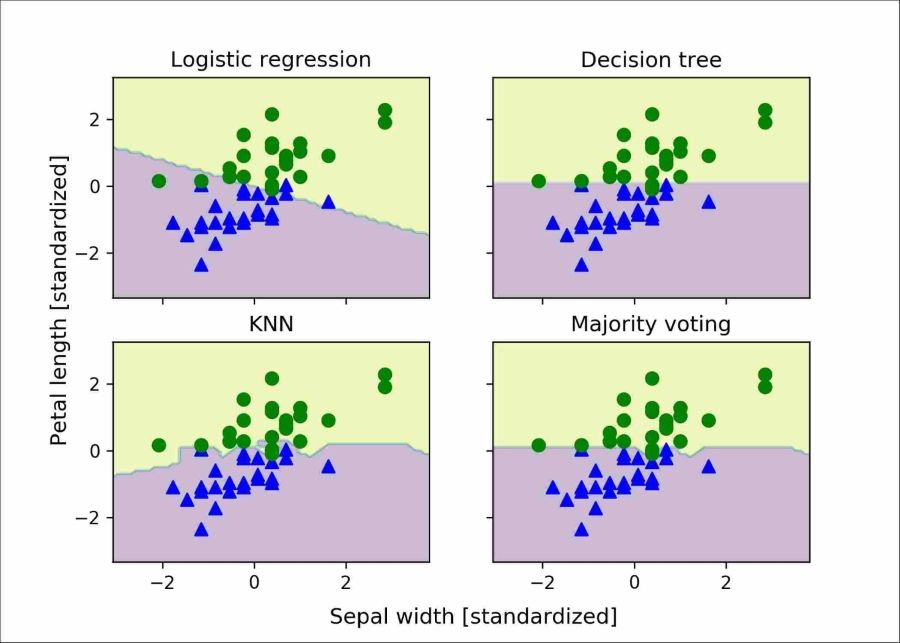 Logistic regression
Decision tree
2
0
−2
Petal length [standardized]
KNN
Majority voting
2
0
−2
−2 0 2
−2 0 2
Sepal width [standardized]